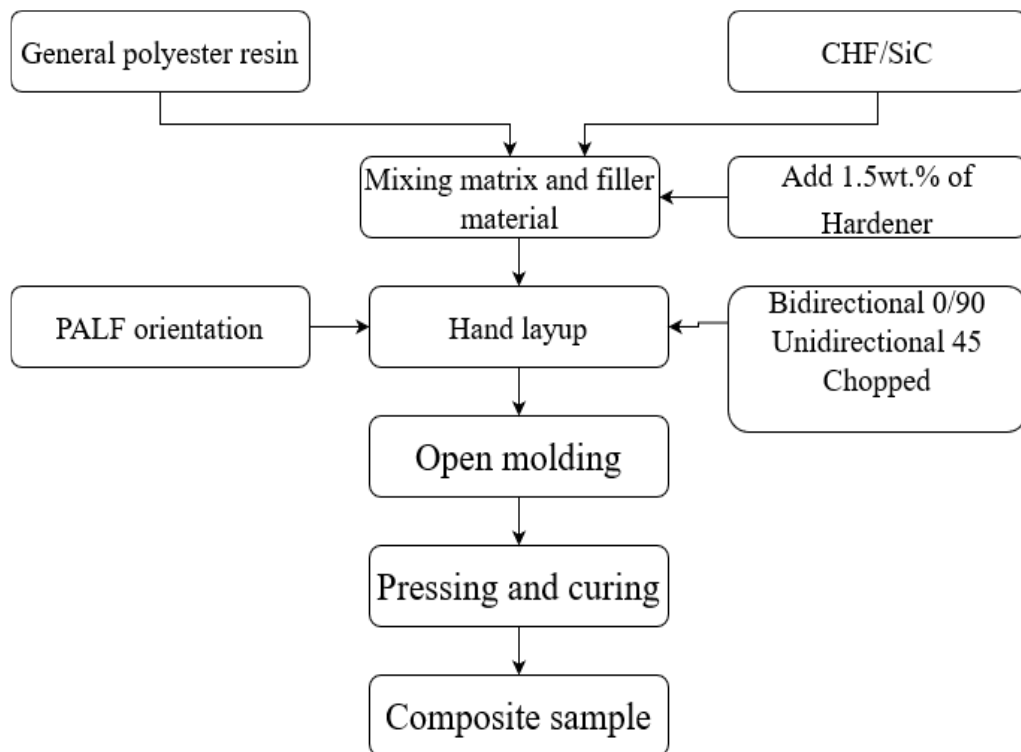 General polyester resin
CHF/SiC
Mixing matrix and filler
material
Add 1.5wt.% of
Hardener
PALF orientation
Hand layup
Bidirectional 0/90
Unidirectional 45
Chopped
Open molding
Pressing and curing
Composite sample